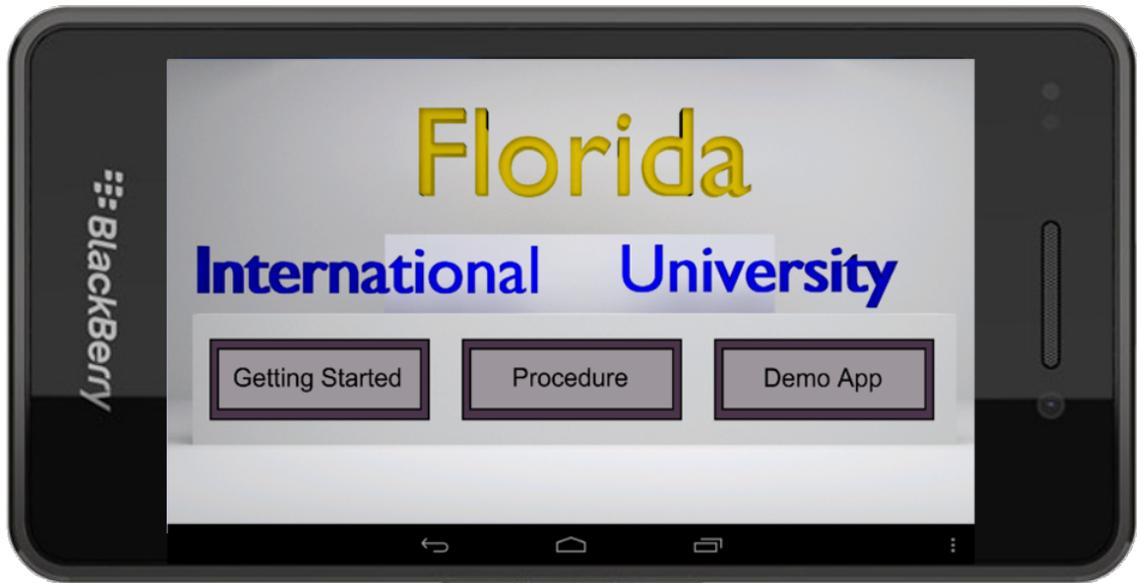 BlackBerry
Florida
International University
Getting Started Procedure Demo App